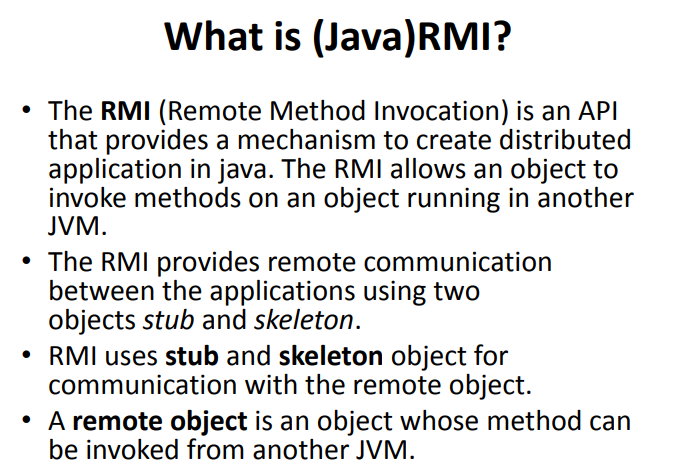 What is (Java)RMI?
• The RMI (Remote Method Invocation) is an API
that provides a mechanism to create distributed
application in java. The RMI allows an object to
invoke methods on an object running in another
JVM.
• The RMI provides remote communication
between the applications using two
objects stub and skeleton.
• RMI uses stub and skeleton object for
communication with the remote object.
• A remote object is an object whose method can
be invoked from another JVM.